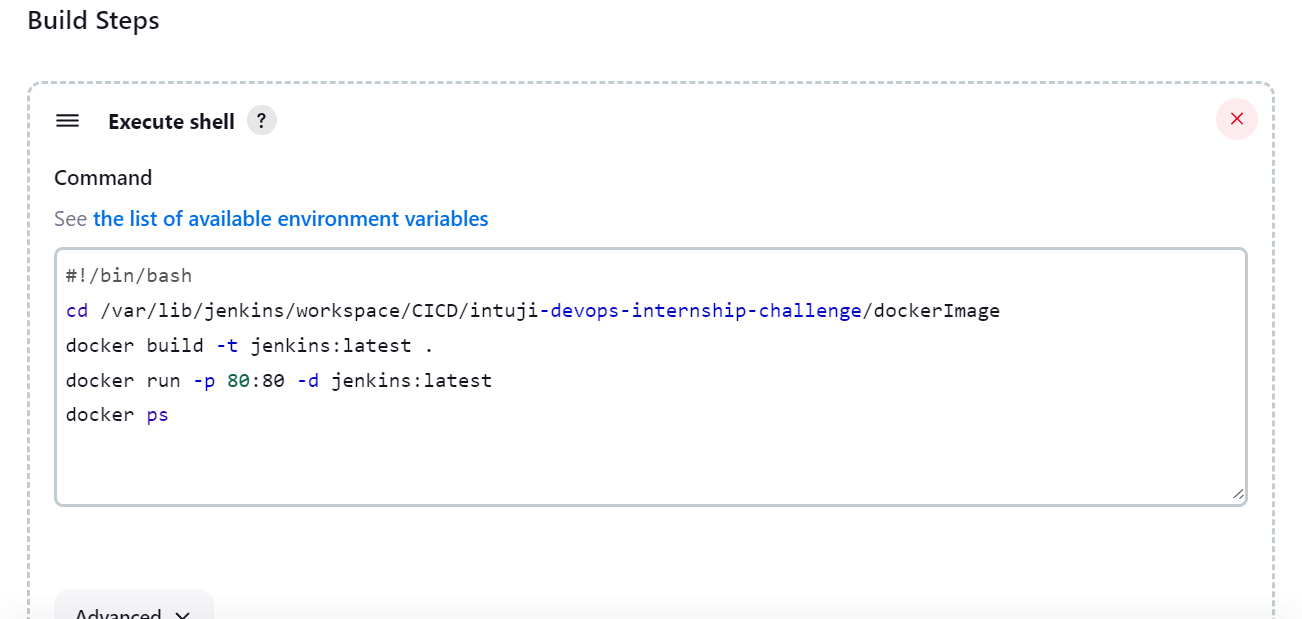 Build Steps
Execute shell ?
Command
See the list of available environment variables
#!/bin/bash
cd /var/lib/jenkins/workspace/CICD/intuji-devops-internship-challenge/dockerImage
docker build -t jenkins:latest .
docker run -p 80:80 -d jenkins:latest
docker ps
Advanced